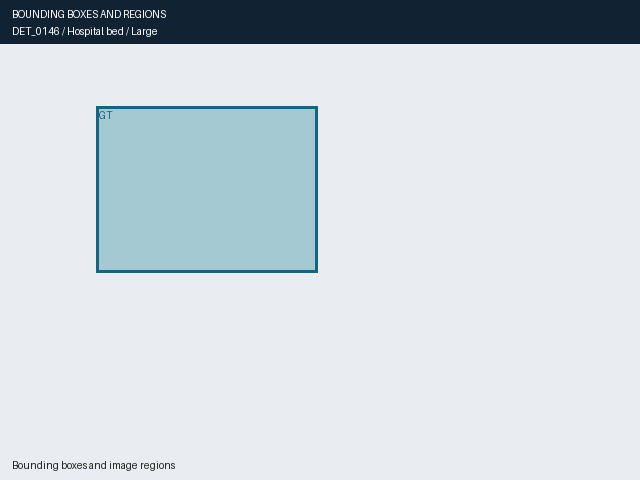 BOUNDING BOXES AND REGIONS
DET_0146 / Hospital bed / Large
GT
Bounding boxes and image regions